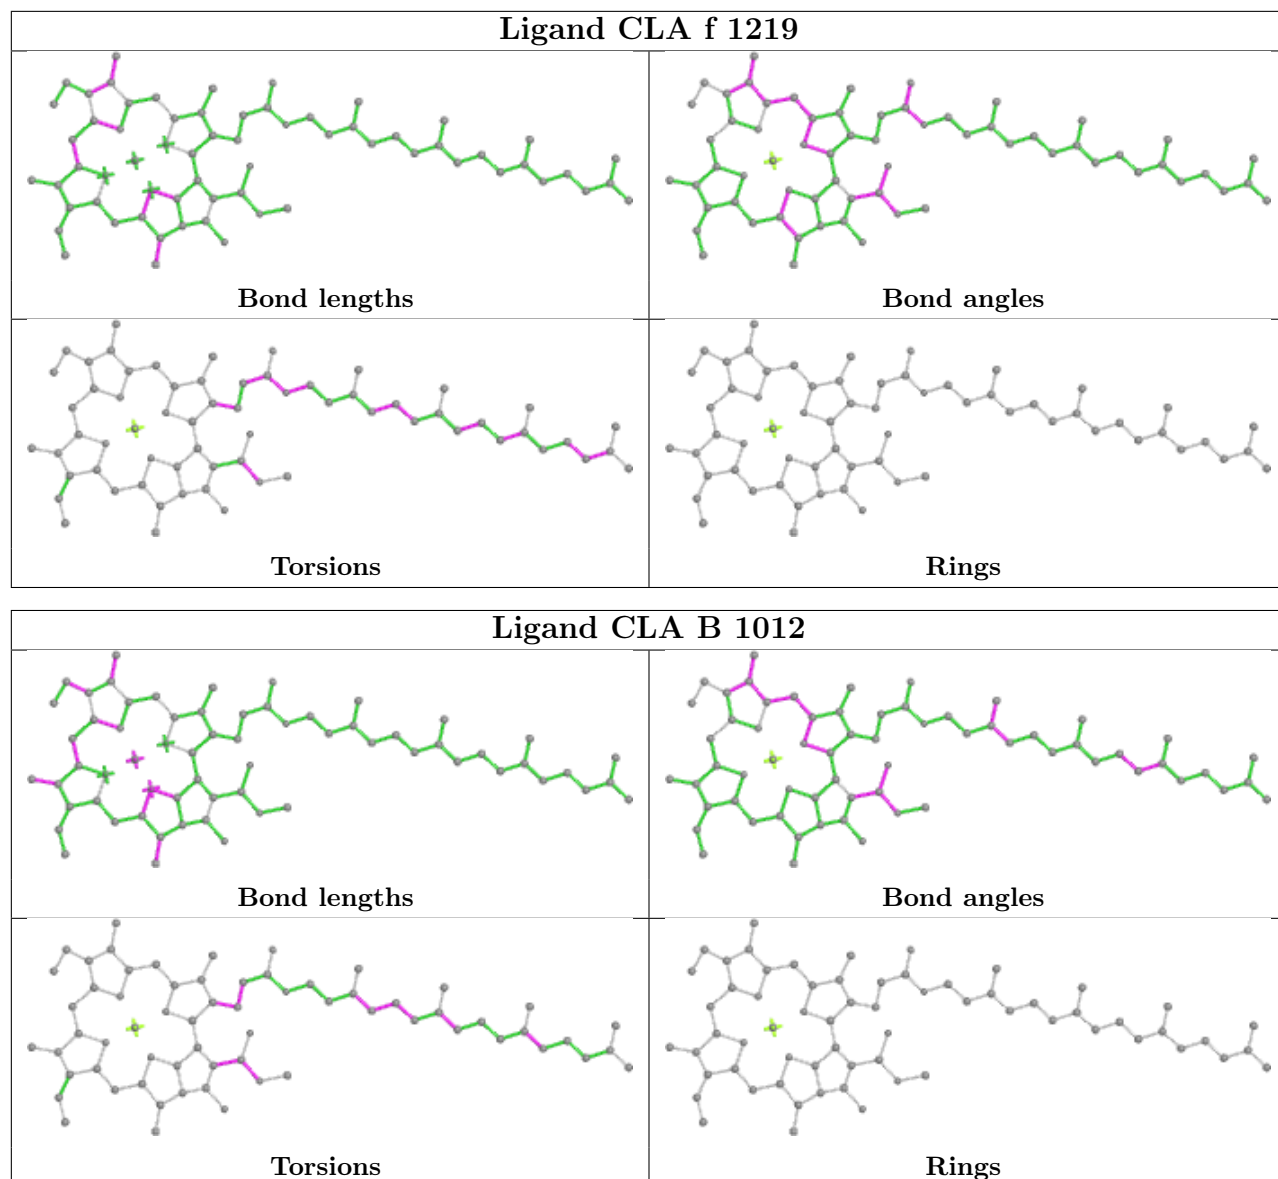 Ligand CLA f 1219
Bond lengths
Bond angles
Torsions
Rings
Ligand CLA B 1012
Bond lengths
Bond angles
Torsions
Rings